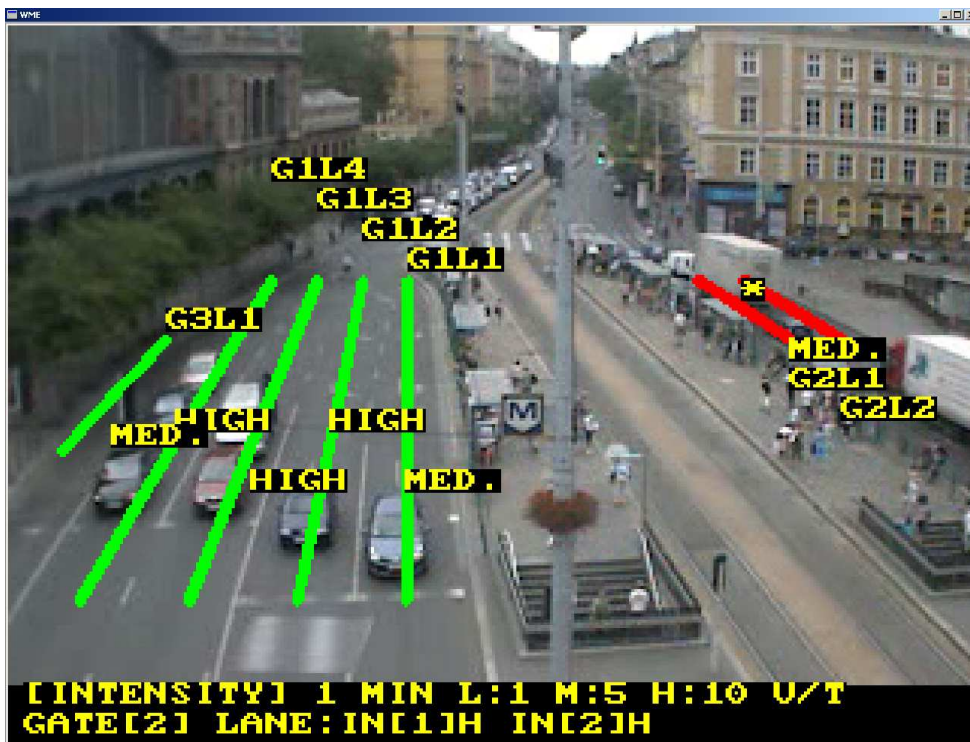 WME
G1L4
G1L3
G1L2
G1L1
G3L1
MED.
G2L1
G2L2
HIGH
HIGH
MED.
M
HIGH
MED.
[INTENSITY] 1 MIN L:1 M:5 H:10 V/T
GATE[2] LANE:IN[1]H IN[2]H